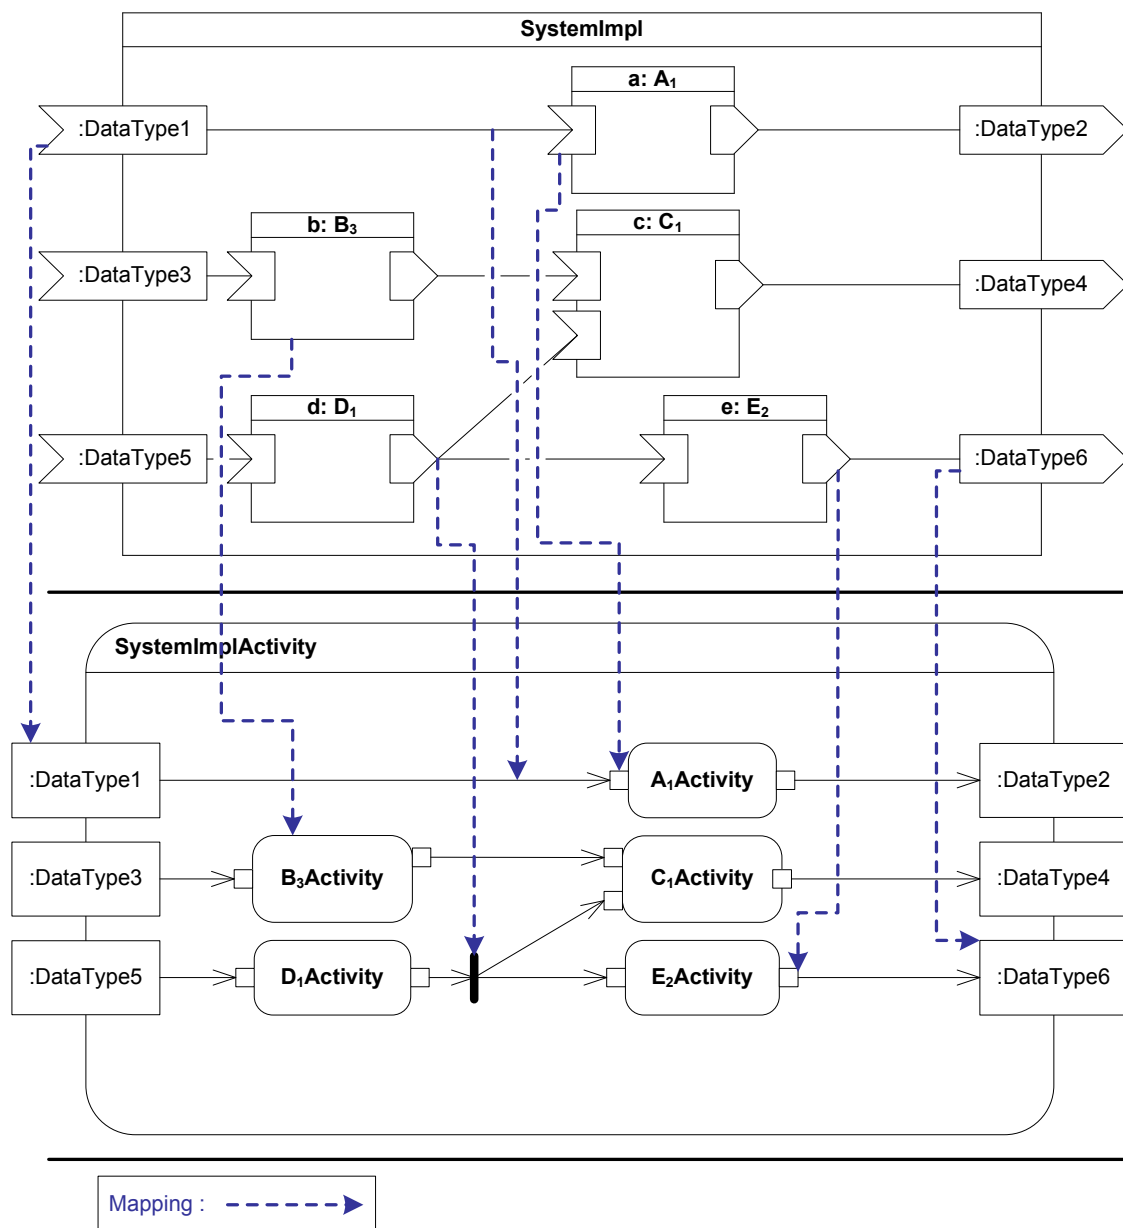 SystemImpl
a: A₁
:DataType1
:DataType2
b: B₃
c: C₁
:DataType3
:DataType4
d: D₁
e: E₂
:DataType5
:DataType6
SystemImplActivity
:DataType1
A₁Activity
:DataType2
:DataType3
B₃Activity
C₁Activity
:DataType4
:DataType5
D₁Activity
E₂Activity
:DataType6
Mapping :